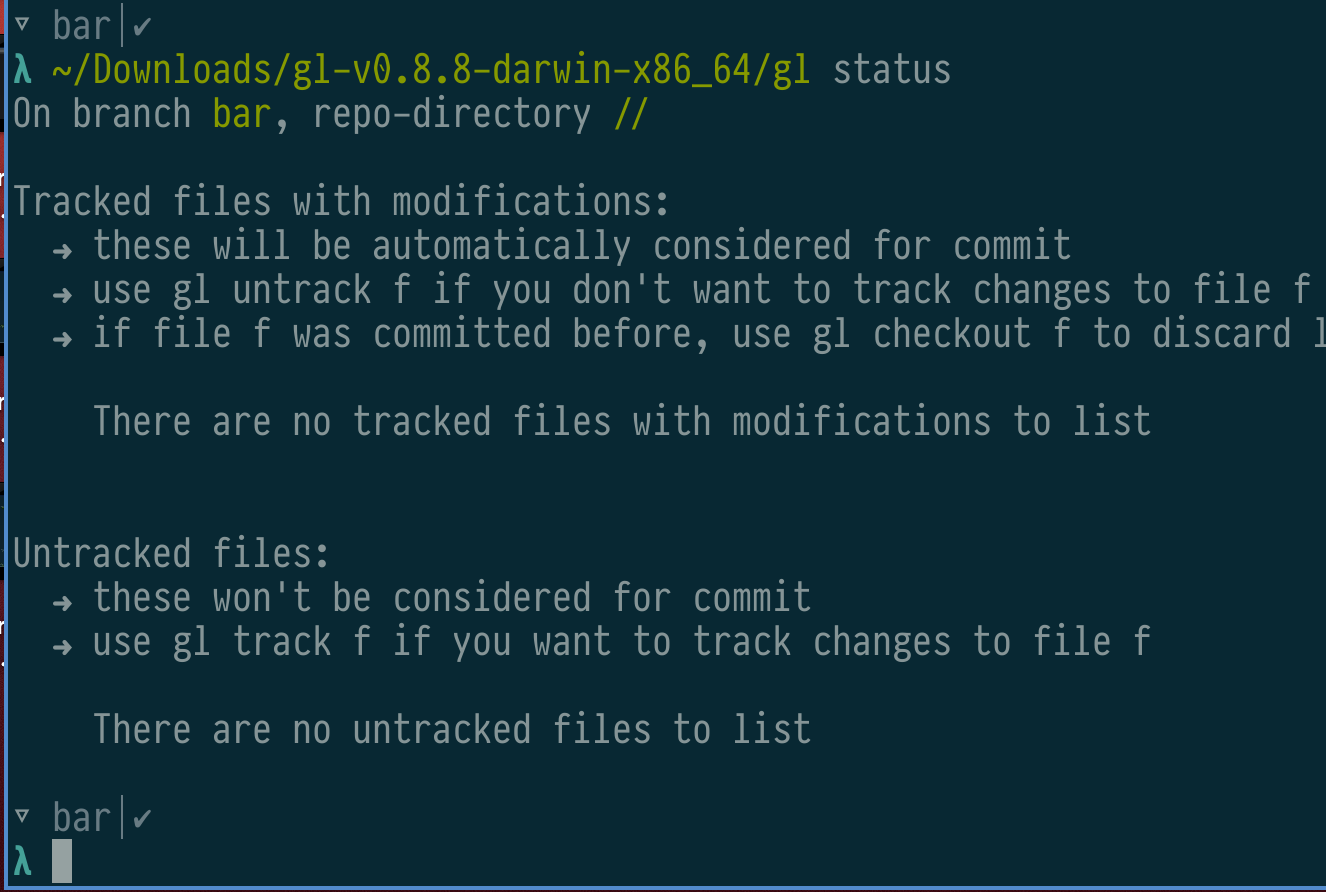 ▿ bar│✔
λ ~/Downloads/gl-v0.8.8-darwin-x86_64/gl status
On branch bar, repo-directory //
Tracked files with modifications:
➜ these will be automatically considered for commit
➜ use gl untrack f if you don't want to track changes to file f
➜ if file f was committed before, use gl checkout f to discard
There are no tracked files with modifications to list
Untracked files:
➜ these won't be considered for commit
➜ use gl track f if you want to track changes to file f
There are no untracked files to list
▿ bar│✔
λ